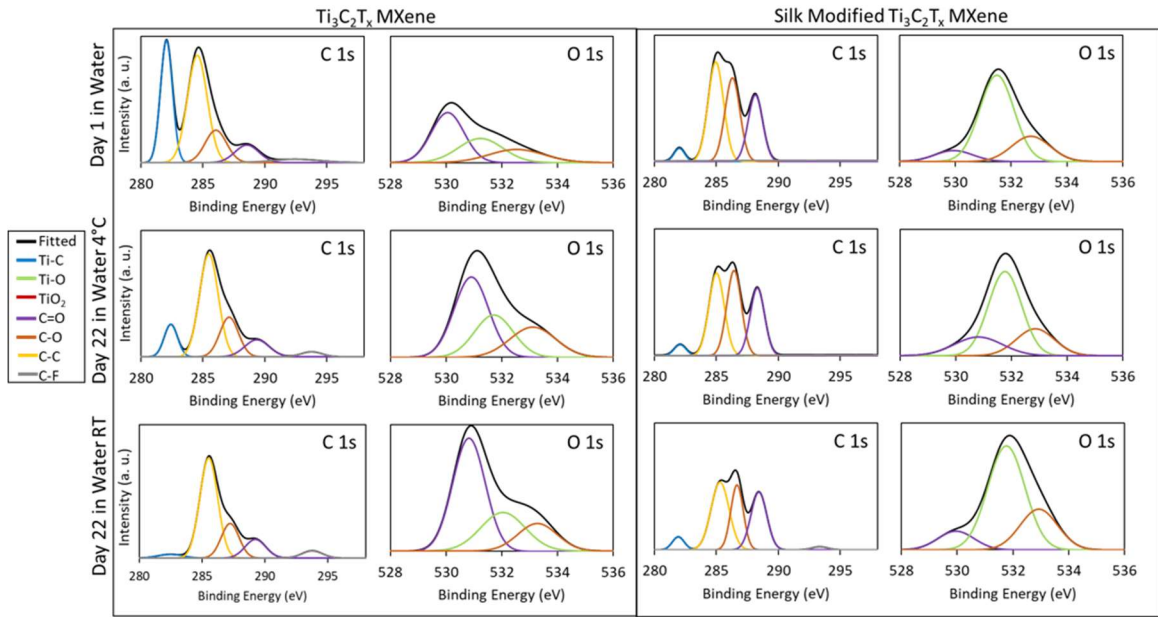 Ti₃C₂Tₓ MXene
Silk Modified Ti₃C₂Tₓ MXene
Day 1 in Water
Intensity (a. u.)
C 1s
280 285 290 295
Binding Energy (eV)
O 1s
528 530 532 534 536
Binding Energy (eV)
C 1s
280 285 290 295
Binding Energy (eV)
O 1s
528 530 532 534 536
Binding Energy (eV)
Fitted
Ti-C
Ti-O
TiO₂
C=O
C-O
C-C
C-F
Day 22 in Water 4°C
Intensity (a. u.)
C 1s
280 285 290 295
Binding Energy (eV)
O 1s
528 530 532 534 536
Binding Energy (eV)
C 1s
280 285 290 295
Binding Energy (eV)
O 1s
528 530 532 534 536
Binding Energy (eV)
Day 22 in Water RT
Intensity (a. u.)
C 1s
280 285 290 295
Binding Energy (eV)
O 1s
528 530 532 534 536
Binding Energy (eV)
C 1s
280 285 290 295
Binding Energy (eV)
O 1s
528 530 532 534 536
Binding Energy (eV)